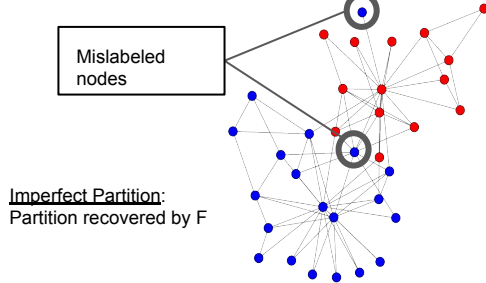 Mislabeled
nodes
Imperfect Partition:
Partition recovered by F